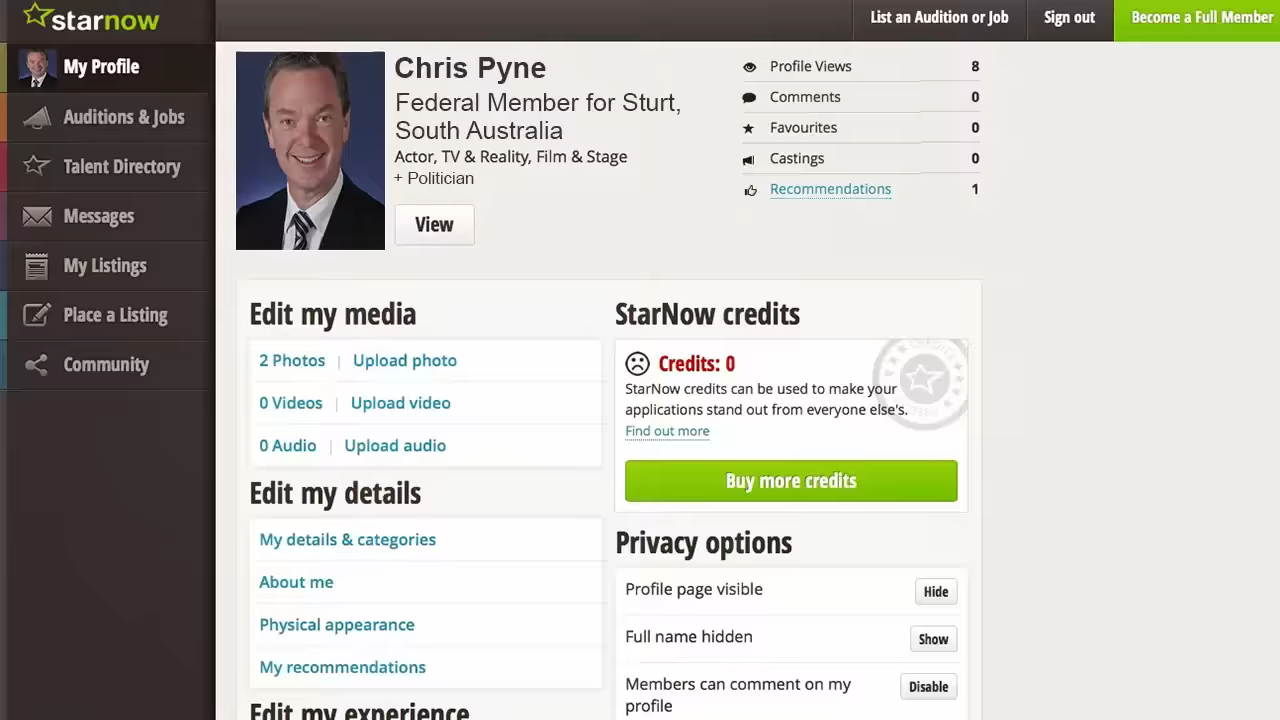 starnow
List an Audition or Job
Sign out
Become a Full Member
My Profile
Auditions & Jobs
Talent Directory
Messages
My Listings
Place a Listing
Community
Chris Pyne
Federal Member for Sturt,
South Australia
Actor, TV & Reality, Film & Stage
+ Politician
View
Profile Views 8
Comments 0
Favourites 0
Castings 0
Recommendations 1
Edit my media
2 Photos | Upload photo
0 Videos | Upload video
0 Audio | Upload audio
Edit my details
My details & categories
About me
Physical appearance
My recommendations
Edit my experience
StarNow credits
Credits: 0
StarNow credits can be used to make your
applications stand out from everyone else's.
Find out more
Buy more credits
Privacy options
Profile page visible Hide
Full name hidden Show
Members can comment on my Disable
profile